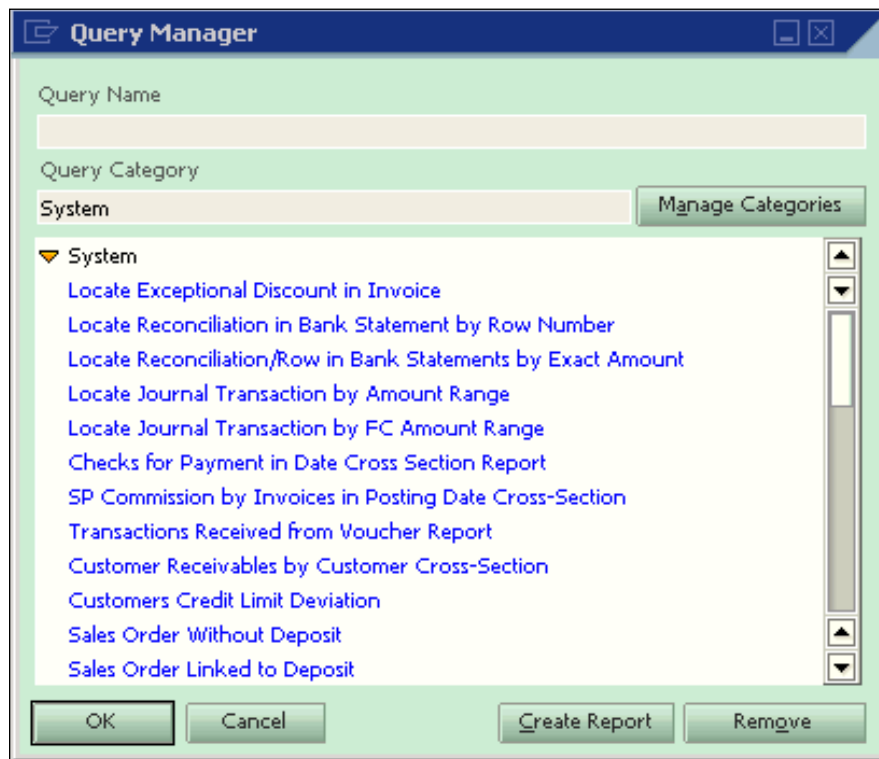 Query Manager
Query Name
Query Category
System
Manage Categories
System
Locate Exceptional Discount in Invoice
Locate Reconciliation in Bank Statement by Row Number
Locate Reconciliation/Row in Bank Statements by Exact Amount
Locate Journal Transaction by Amount Range
Locate Journal Transaction by FC Amount Range
Checks for Payment in Date Cross Section Report
SP Commission by Invoices in Posting Date Cross-Section
Transactions Received from Voucher Report
Customer Receivables by Customer Cross-Section
Customers Credit Limit Deviation
Sales Order Without Deposit
Sales Order Linked to Deposit
OK Cancel Create Report Remove